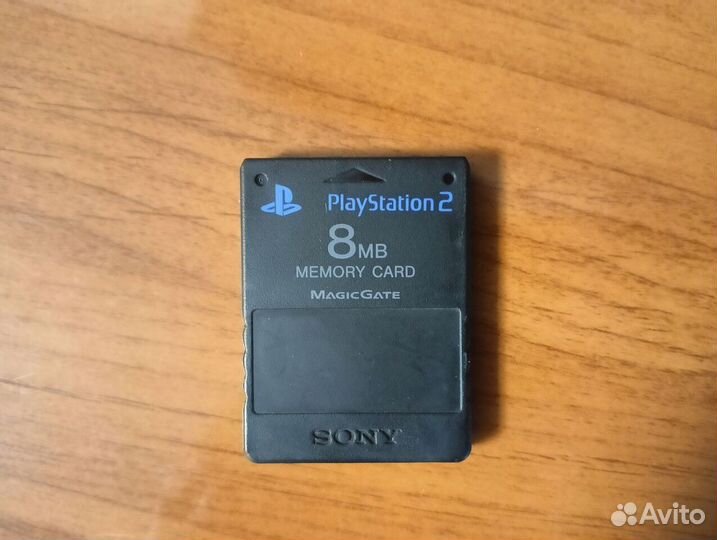 PlayStation 2
8MB
MEMORY CARD
MAGICGATE
SONY
Avito